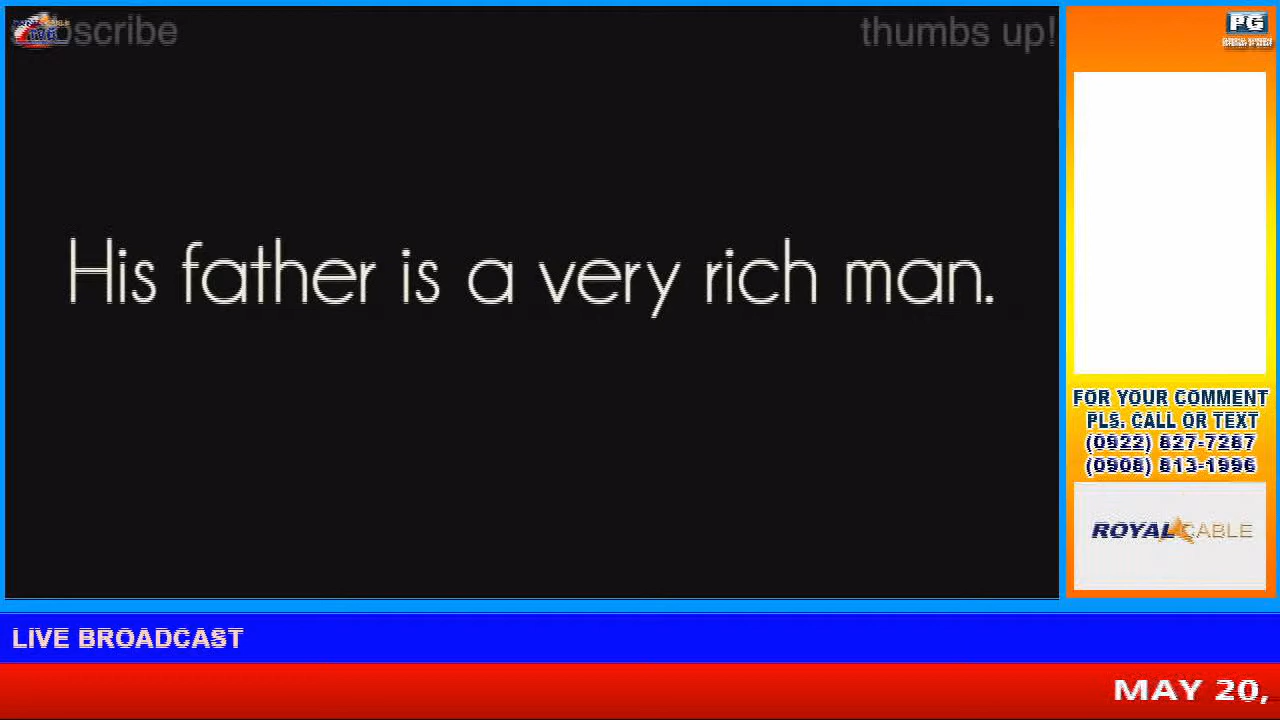 subscribe
thumbs up!
PG
His father is a very rich man.
FOR YOUR COMMENT
PLS. CALL OR TEXT
(0922) 827-7287
(0908) 813-1996
ROYAL CABLE
LIVE BROADCAST
MAY 20,